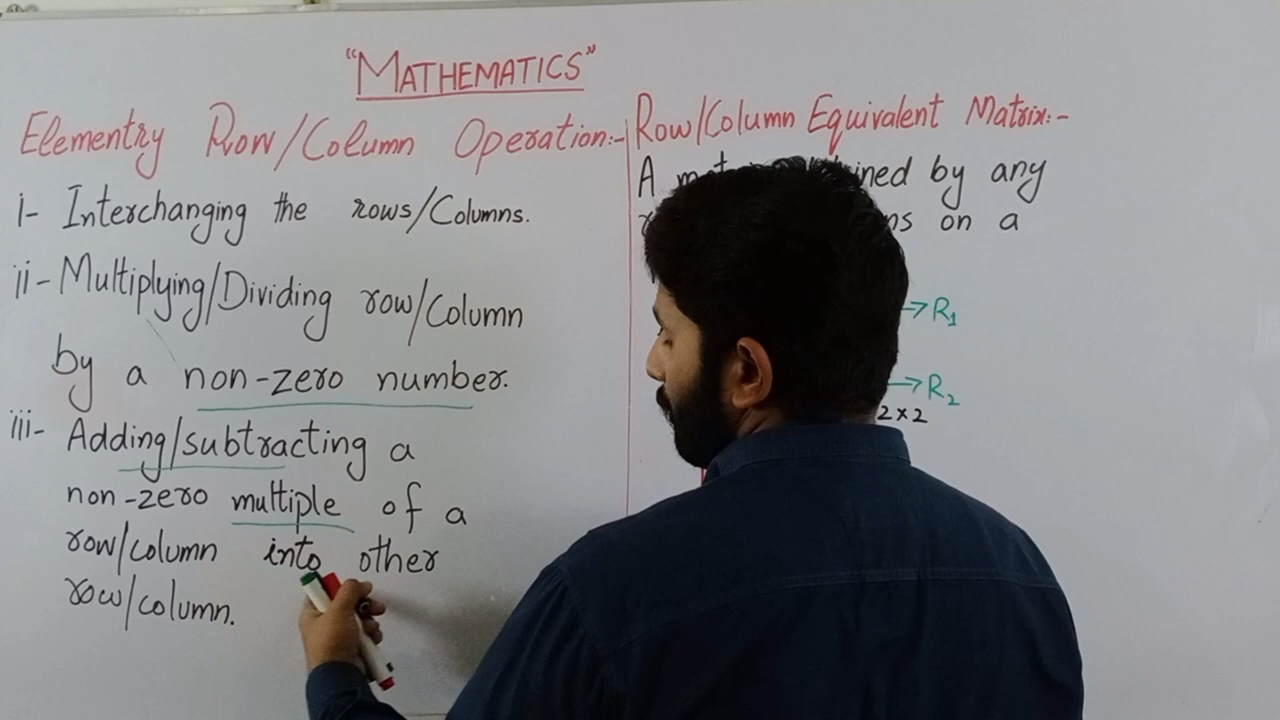 "MATHEMATICS"
Elementry Row/Column Operation:-
i- Interchanging the rows/Columns.
ii- Multiplying/Dividing row/Column
by a non-zero number.
iii- Adding/subtracting a
non-zero multiple of a
row/column into other
row/column.
Row/Column Equivalent Matrix:-
A by any
on a
→R₁
→R₂
2×2